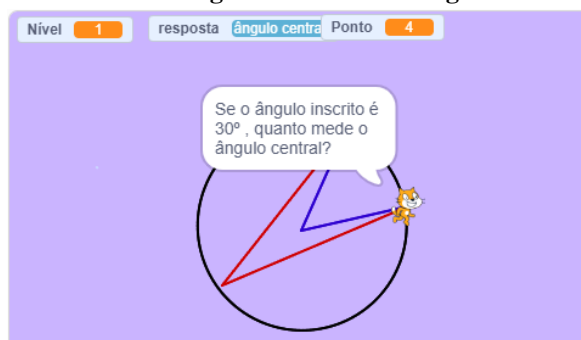 Nível 1 resposta ângulo centra Ponto 4
Se o ângulo inscrito é
30º , quanto mede o
ângulo central?